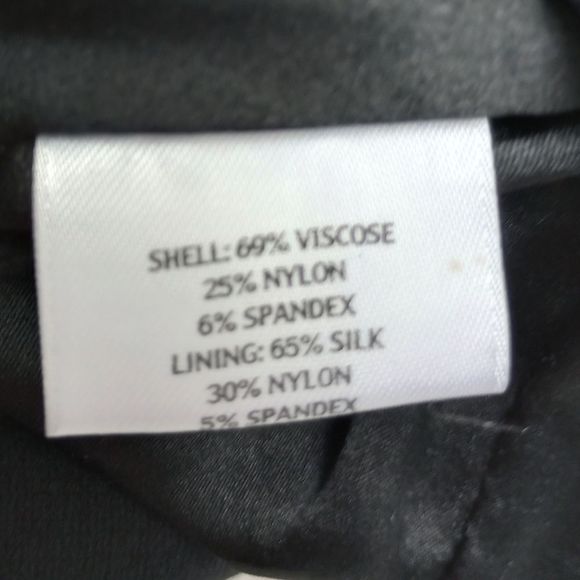 SHELL: 69% VISCOSE
25% NYLON
6% SPANDEX
LINING: 65% SILK
30% NYLON
5% SPANDEX